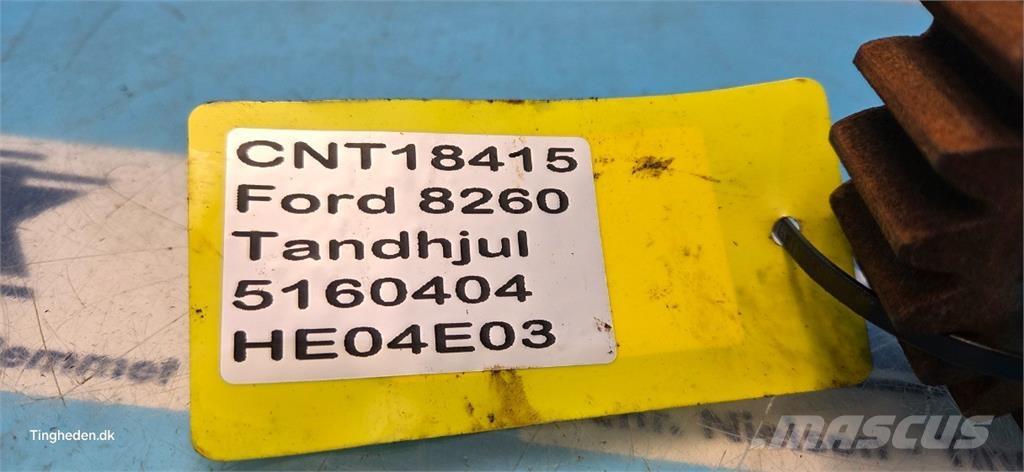 CNT18415
Ford 8260
Tandhjul
5160404
HE04E03
Tingheden.dk
MASCUS